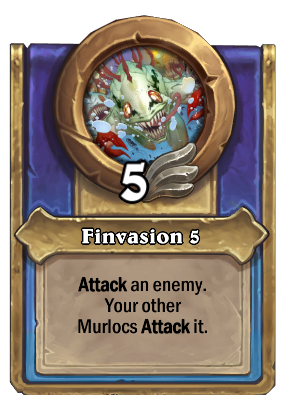 5
Finvasion 5
Attack an enemy.
Your other
Murlocs Attack it.